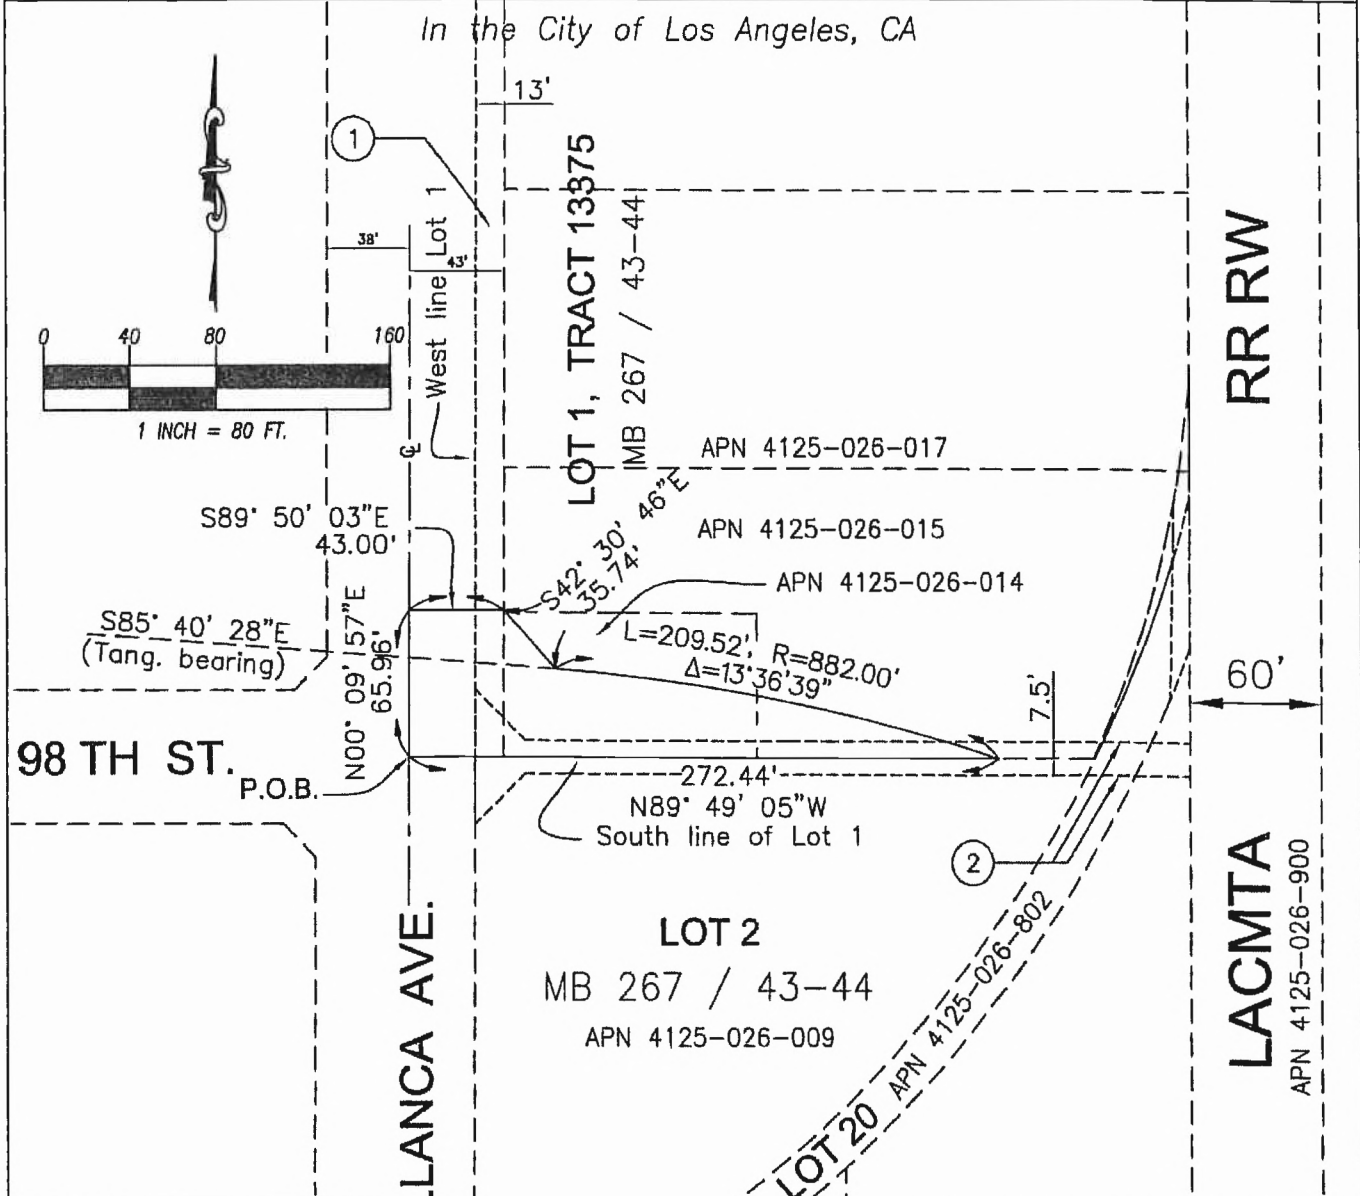 In the City of Los Angeles, CA
13'
1
LOT 1, TRACT 13375
MB 267 / 43-44
West line Lot 1
38'
43'
RR RW
0 40 80 160
1 INCH = 80 FT.
℄
APN 4125-026-017
S89° 50' 03"E
43.00'
S42° 30' 46"E
35.74'
APN 4125-026-015
APN 4125-026-014
S85° 40' 28"E
(Tang. bearing)
N00° 09' 57"E
65.96'
L=209.52', R=882.00'
Δ=13°36'39"
7.5'
60'
98 TH ST.
P.O.B.
272.44'
N89° 49' 05"W
South line of Lot 1
2
LOT 2
MB 267 / 43-44
APN 4125-026-009
LLANCA AVE.
LOT 20 APN 4125-026-802
LACMTA
APN 4125-026-900